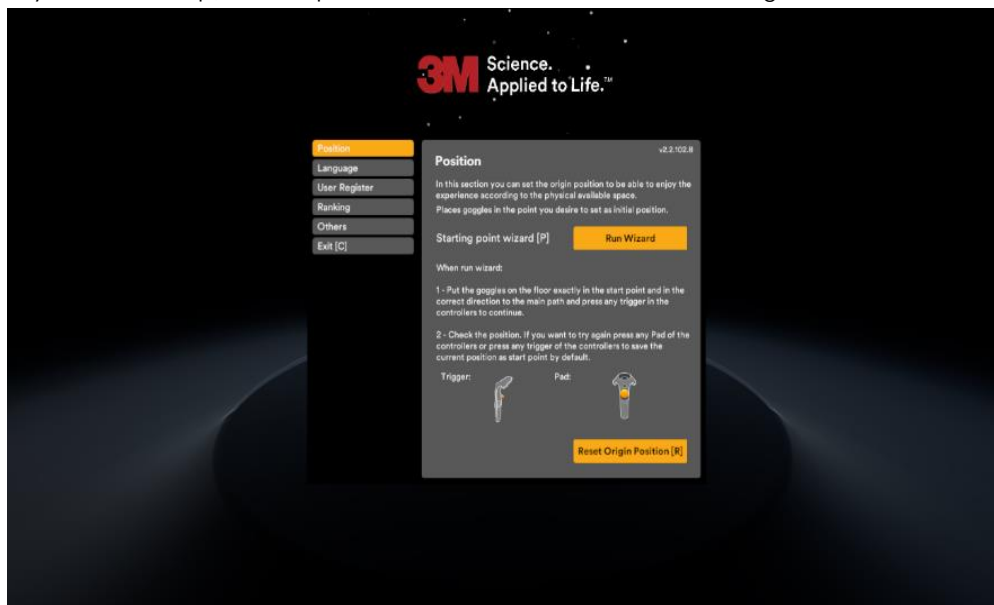 3M Science.
Applied to Life.™
Position
Language
User Register
Ranking
Others
Exit [C]
v2.2.102.8
Position
In this section you can set the origin position to be able to enjoy the
experience according to the physical available space.
Places goggles in the point you desire to set as initial position.
Starting point wizard [P]
Run Wizard
When run wizard:
1 - Put the goggles on the floor exactly in the start point and in the
correct direction to the main path and press any trigger in the
controllers to continue.
2 - Check the position. If you want to try again press any Pad of the
controllers or press any trigger of the controllers to save the
current position as start point by default.
Trigger:
Pad:
Reset Origin Position [R]